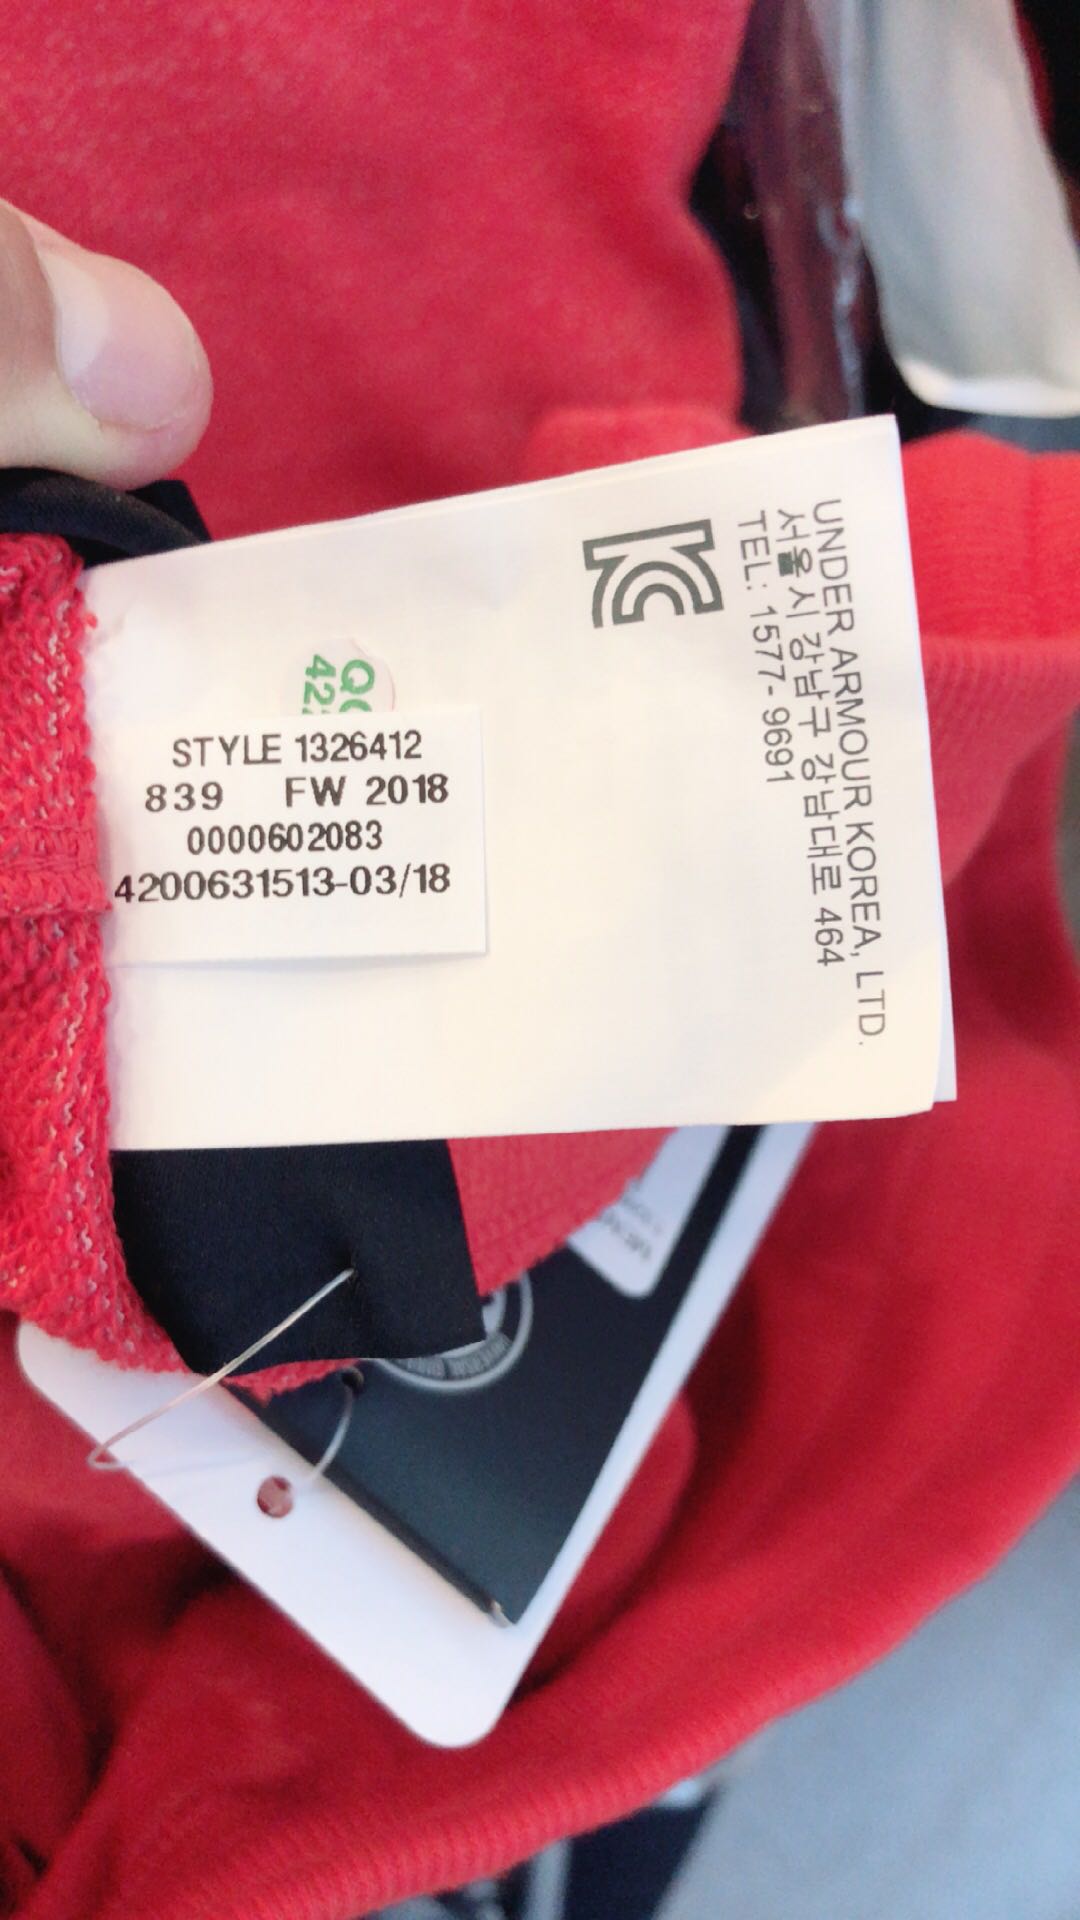 STYLE 1326412
839 FW 2018
0000602083
4200631513-03/18
UNDER ARMOUR KOREA, LTD.
서울시 강남구 강남대로 464
TEL: 1577-9691